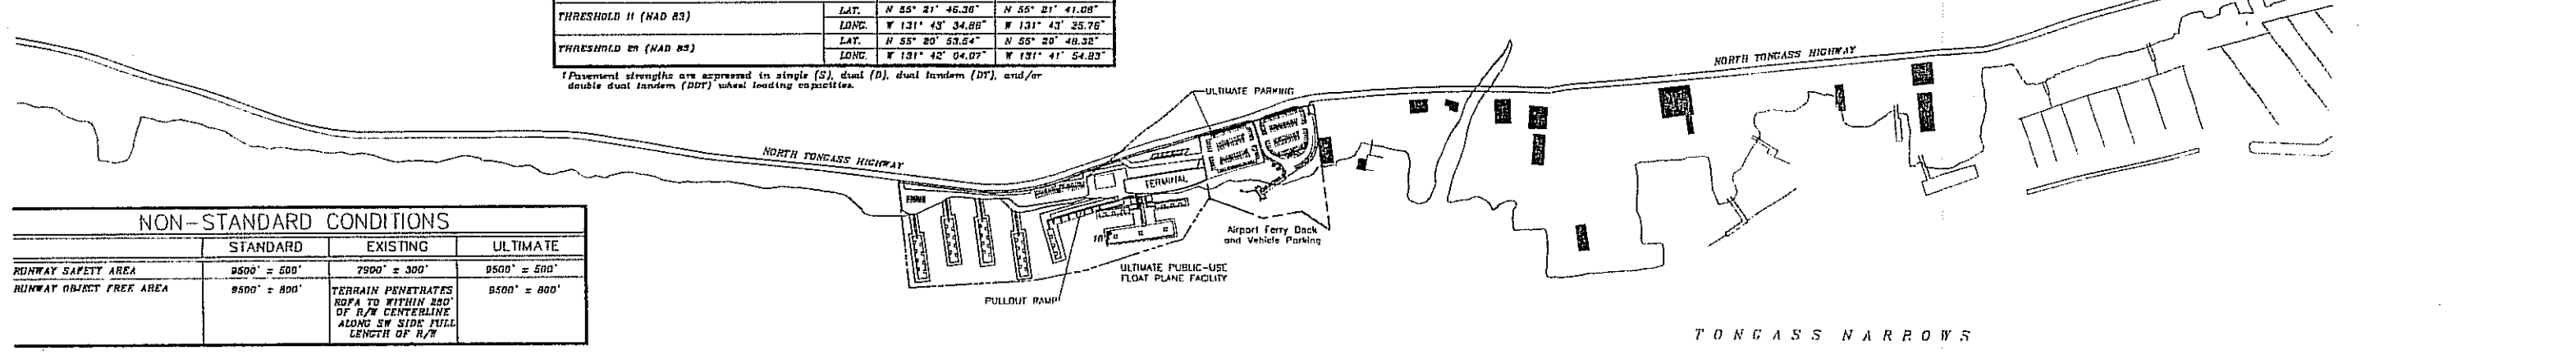 THRESHOLD 11 (NAD 83) LAT. N 55° 21' 46.36" N 55° 21' 41.08"
LONG. W 131° 43' 34.86" W 131° 43' 25.76"
THRESHOLD 29 (NAD 83) LAT. N 55° 20' 53.54" N 55° 20' 48.32"
LONG. W 131° 42' 04.07" W 131° 41' 54.83"
† Pavement strengths are expressed in single (S), dual (D), dual tandem (DT), and/or
double dual tandem (DDT) wheel loading capacities.
NORTH TONGASS HIGHWAY
ULTIMATE PARKING
NORTH TONGASS HIGHWAY
TERMINAL
Airport Ferry Dock
and Vehicle Parking
ULTIMATE PUBLIC-USE
FLOAT PLANE FACILITY
PULLOUT RAMP
NON-STANDARD CONDITIONS
STANDARD EXISTING ULTIMATE
RUNWAY SAFETY AREA 9500' x 500' 7900' x 300' 9500' x 500'
RUNWAY OBJECT FREE AREA 9500' x 800' TERRAIN PENETRATES 9500' x 800'
ROFA TO WITHIN 250'
OF R/W CENTERLINE
ALONG SW SIDE FULL
LENGTH OF R/W
TONGASS NARROWS